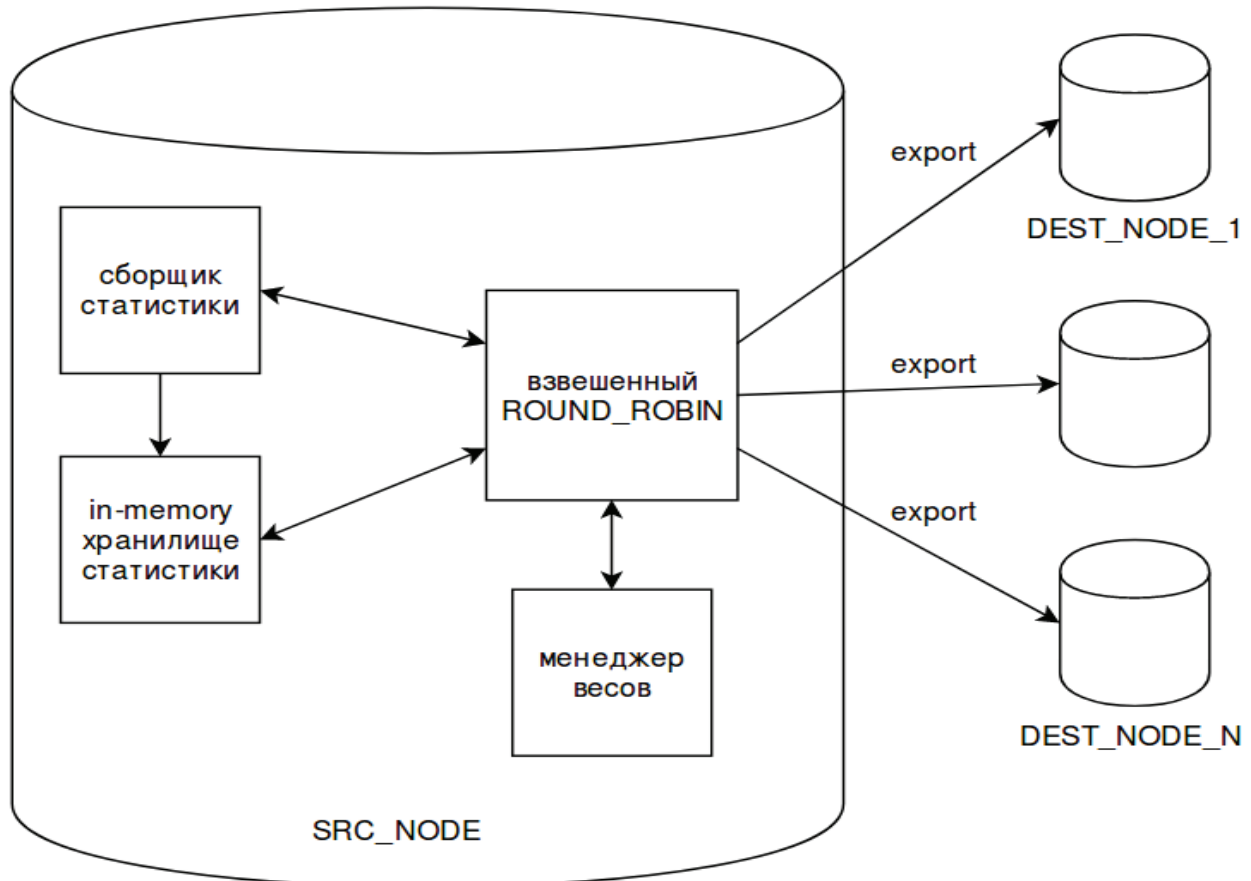 export
DEST_NODE_1
сборщик
статистики
взвешенный
ROUND_ROBIN
export
in-memory
хранилище
статистики
export
менеджер
весов
DEST_NODE_N
SRC_NODE